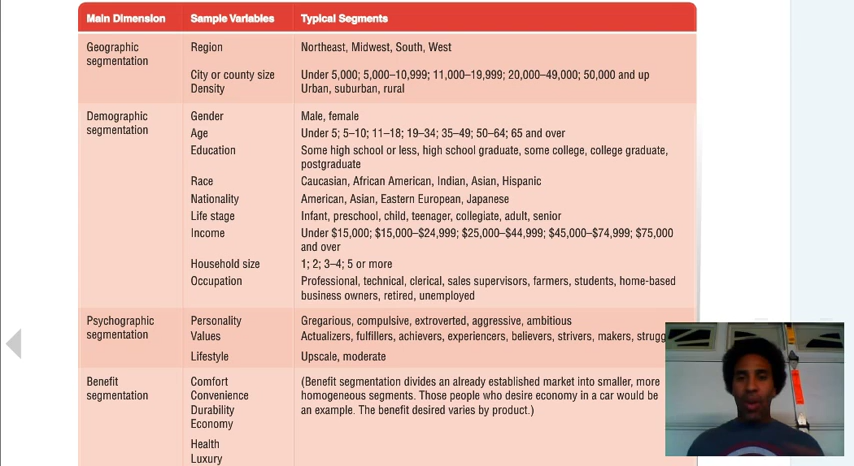 Main Dimension Sample Variables Typical Segments
Geographic Region Northeast, Midwest, South, West
segmentation
City or county size Under 5,000; 5,000–10,999; 11,000–19,999; 20,000–49,000; 50,000 and up
Density Urban, suburban, rural
Demographic Gender Male, female
segmentation Age Under 5; 5–10; 11–18; 19–34; 35–49; 50–64; 65 and over
Education Some high school or less, high school graduate, some college, college graduate,
postgraduate
Race Caucasian, African American, Indian, Asian, Hispanic
Nationality American, Asian, Eastern European, Japanese
Life stage Infant, preschool, child, teenager, collegiate, adult, senior
Income Under $15,000; $15,000–$24,999; $25,000–$44,999; $45,000–$74,999; $75,000
and over
Household size 1; 2; 3–4; 5 or more
Occupation Professional, technical, clerical, sales supervisors, farmers, students, home-based
business owners, retired, unemployed
Psychographic Personality Gregarious, compulsive, extroverted, aggressive, ambitious
segmentation Values Actualizers, fulfillers, achievers, experiencers, believers, strivers, makers, strugg
Lifestyle Upscale, moderate
Benefit Comfort (Benefit segmentation divides an already established market into smaller, more
segmentation Convenience homogeneous segments. Those people who desire economy in a car would be
Durability an example. The benefit desired varies by product.)
Economy
Health
Luxury